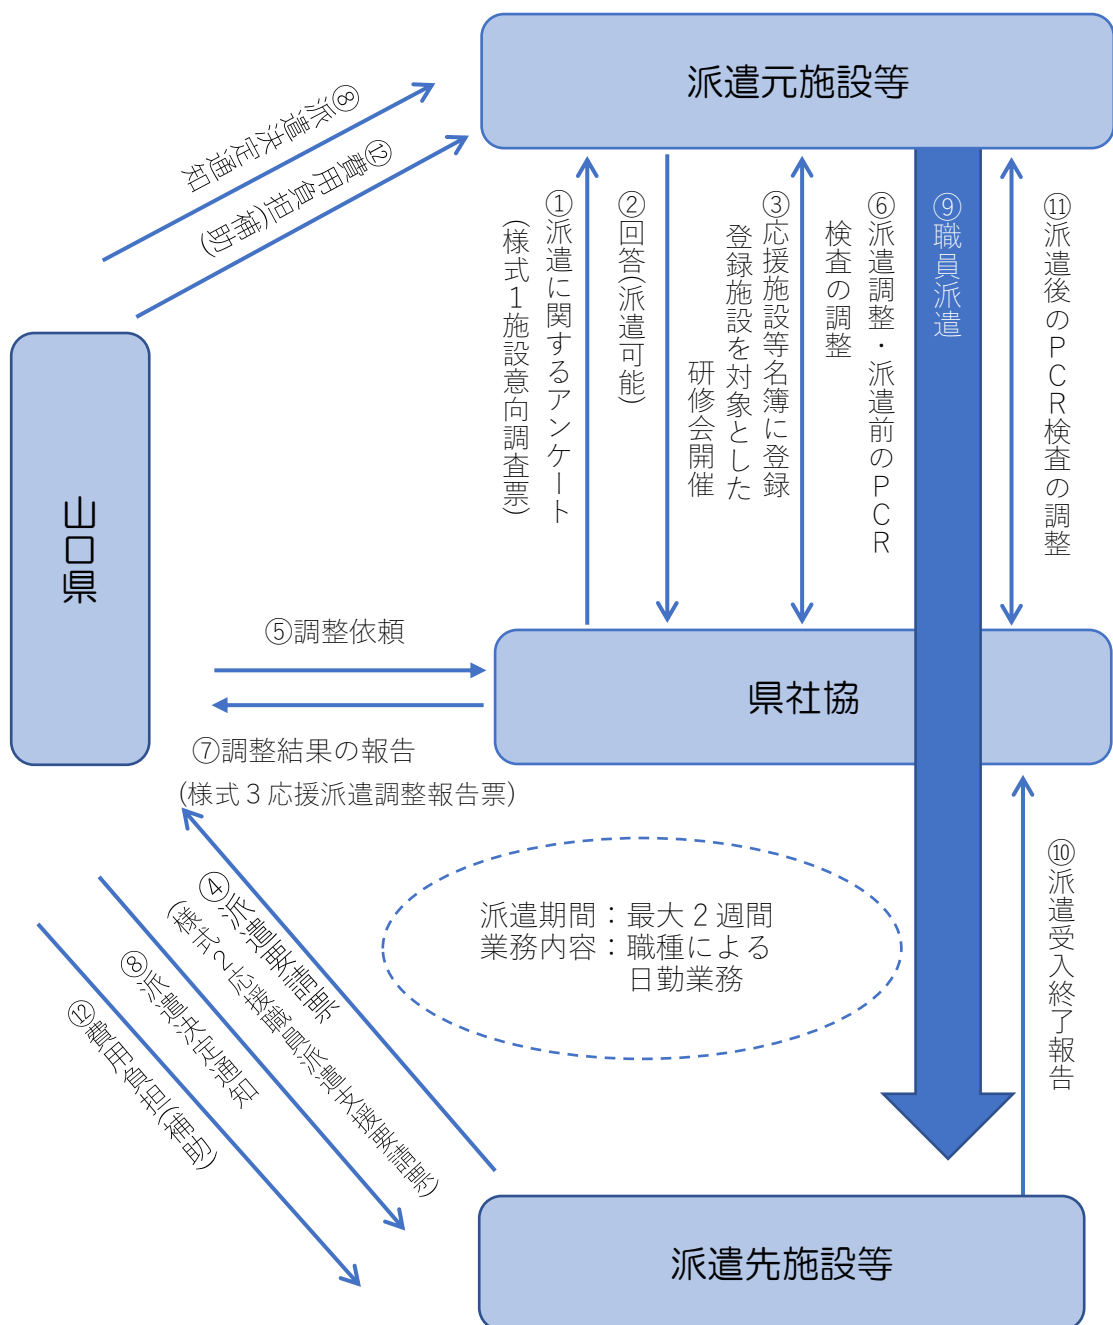 派遣元施設等
⑧派遣決定通知
⑫費用負担(補助)
①派遣に関するアンケート
(様式１施設意向調査票)
②回答(派遣可能)
③応援施設等名簿に登録
登録施設を対象とした
研修会開催
⑥派遣調整・派遣前のＰＣＲ
検査の調整
⑨職員派遣
⑪派遣後のＰＣＲ検査の調整
山口県
⑤調整依頼
県社協
⑦調整結果の報告
(様式３応援派遣調整報告票)
④派遣要請票
(様式２応援職員派遣支援要請票)
⑧派遣決定通知
⑫費用負担(補助)
派遣期間：最大２週間
業務内容：職種による
日勤業務
⑩派遣受入終了報告
派遣先施設等